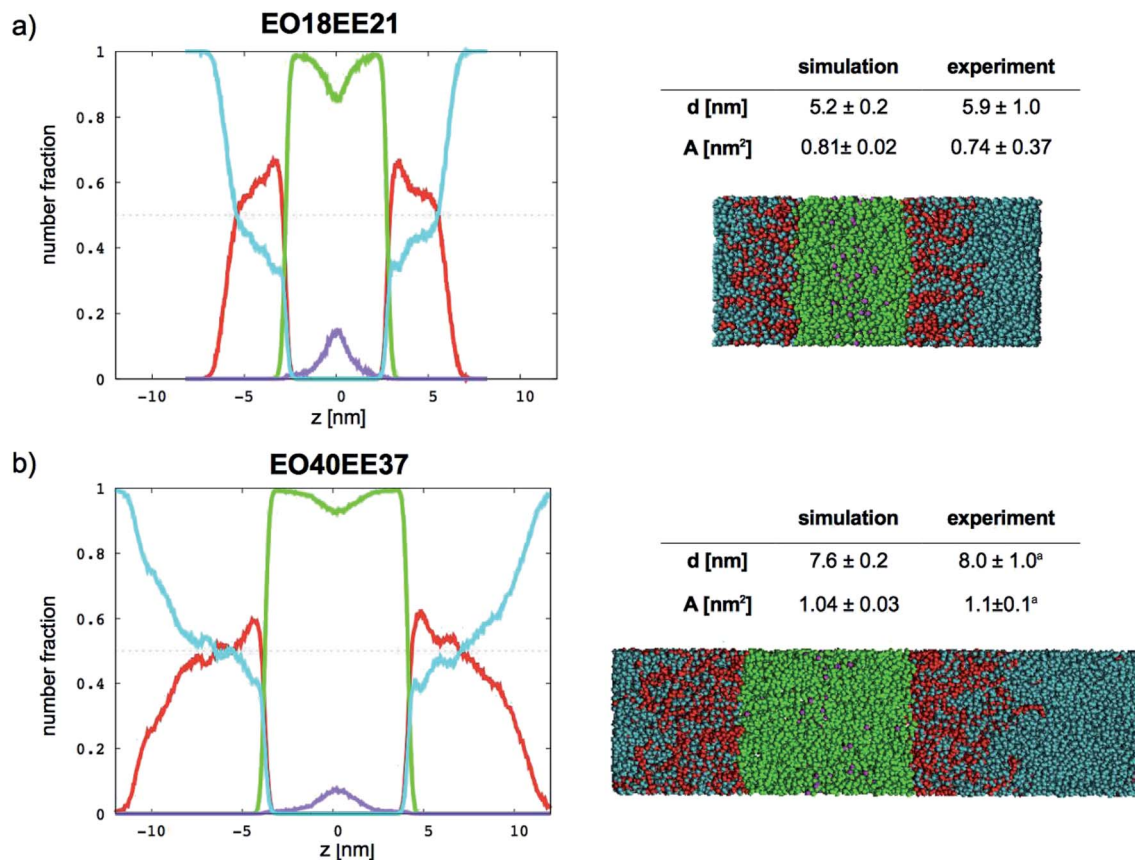 a)
EO18EE21
1
0.8
0.6
0.4
0.2
0
number fraction
-10 -5 0 5 10
z [nm]
simulation experiment
d [nm] 5.2 ± 0.2 5.9 ± 1.0
A [nm²] 0.81± 0.02 0.74 ± 0.37
b)
EO40EE37
1
0.8
0.6
0.4
0.2
0
number fraction
-10 -5 0 5 10
z [nm]
simulation experiment
d [nm] 7.6 ± 0.2 8.0 ± 1.0ᵃ
A [nm²] 1.04 ± 0.03 1.1±0.1ᵃ